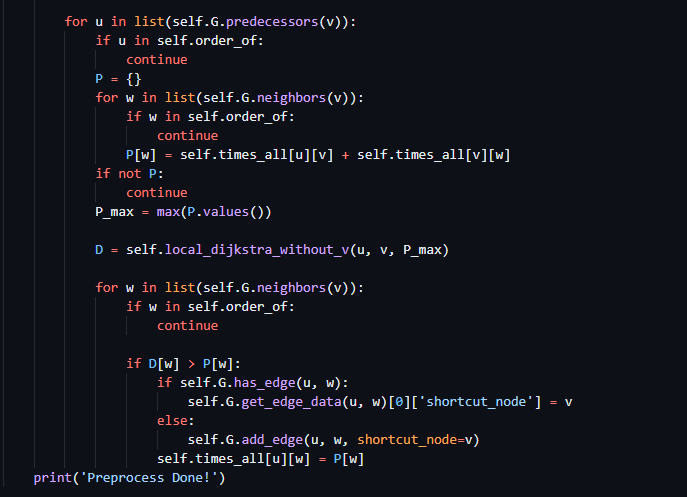 for u in list(self.G.predecessors(v)):
if u in self.order_of:
continue
P = {}
for w in list(self.G.neighbors(v)):
if w in self.order_of:
continue
P[w] = self.times_all[u][v] + self.times_all[v][w]
if not P:
continue
P_max = max(P.values())
D = self.local_dijkstra_without_v(u, v, P_max)
for w in list(self.G.neighbors(v)):
if w in self.order_of:
continue
if D[w] > P[w]:
if self.G.has_edge(u, w):
self.G.get_edge_data(u, w)[0]['shortcut_node'] = v
else:
self.G.add_edge(u, w, shortcut_node=v)
self.times_all[u][w] = P[w]
print('Preprocess Done!')